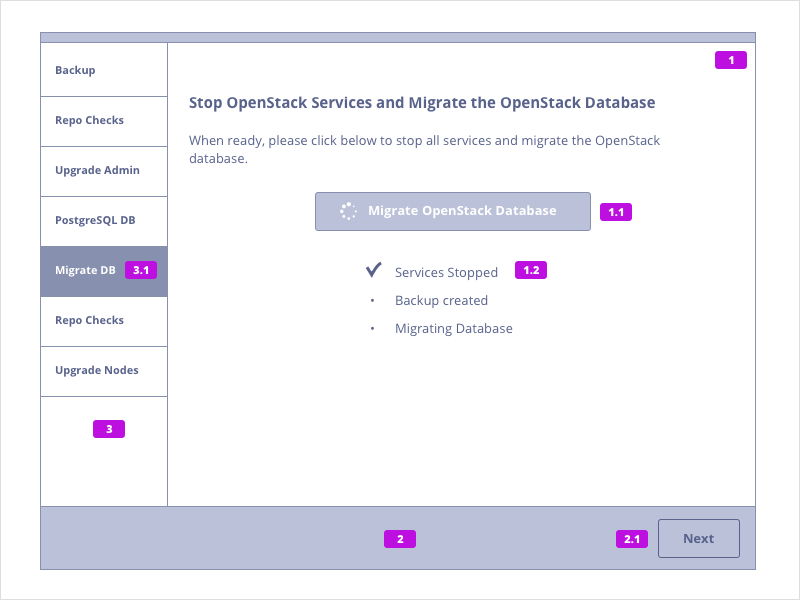 Backup
Repo Checks
Upgrade Admin
PostgreSQL DB
Migrate DB 3.1
Repo Checks
Upgrade Nodes
3
1
Stop OpenStack Services and Migrate the OpenStack Database
When ready, please click below to stop all services and migrate the OpenStack
database.
Migrate OpenStack Database 1.1
Services Stopped 1.2
Backup created
Migrating Database
2
2.1 Next